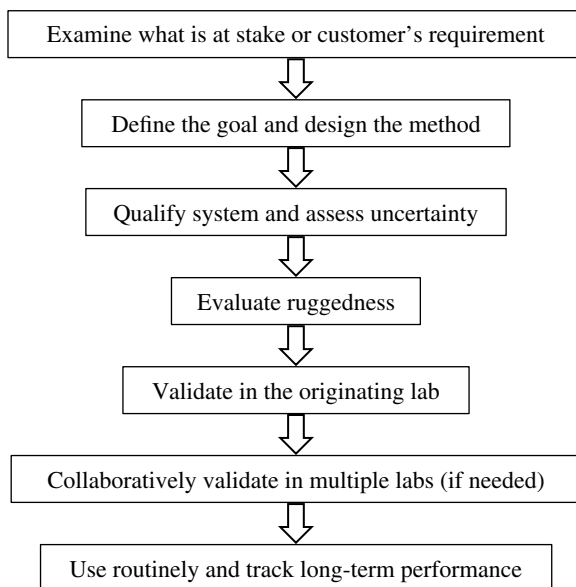 Examine what is at stake or customer’s requirement
Define the goal and design the method
Qualify system and assess uncertainty
Evaluate ruggedness
Validate in the originating lab
Collaboratively validate in multiple labs (if needed)
Use routinely and track long-term performance